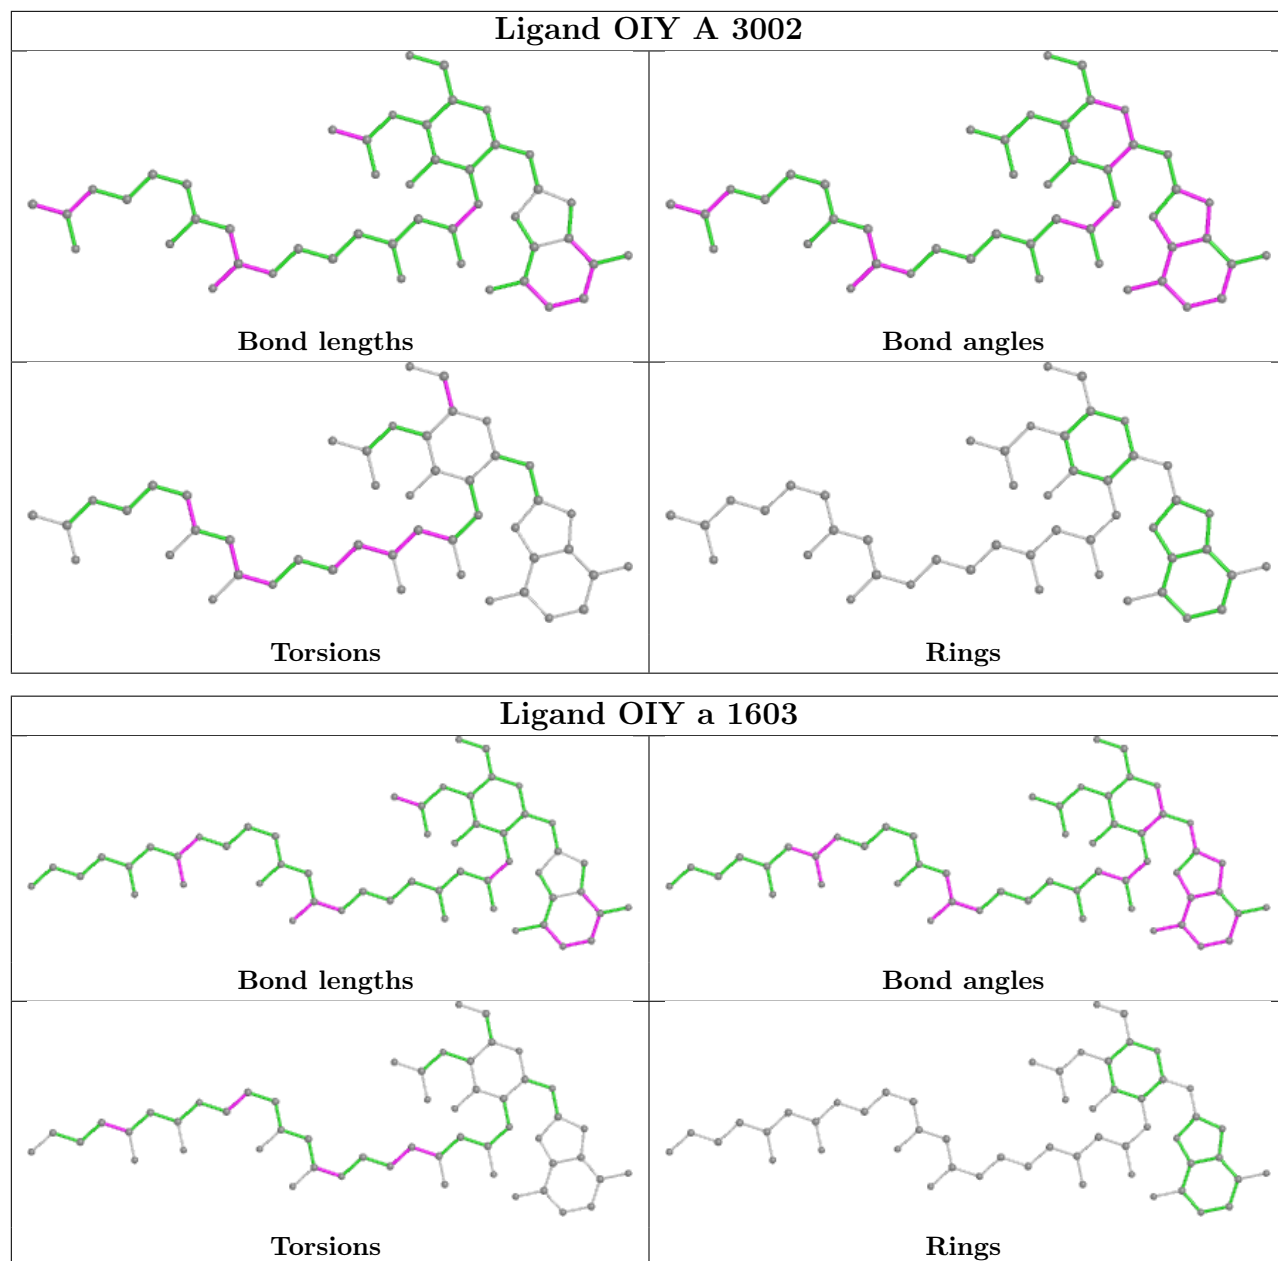 Ligand OIY A 3002
Bond lengths
Bond angles
Torsions
Rings
Ligand OIY a 1603
Bond lengths
Bond angles
Torsions
Rings